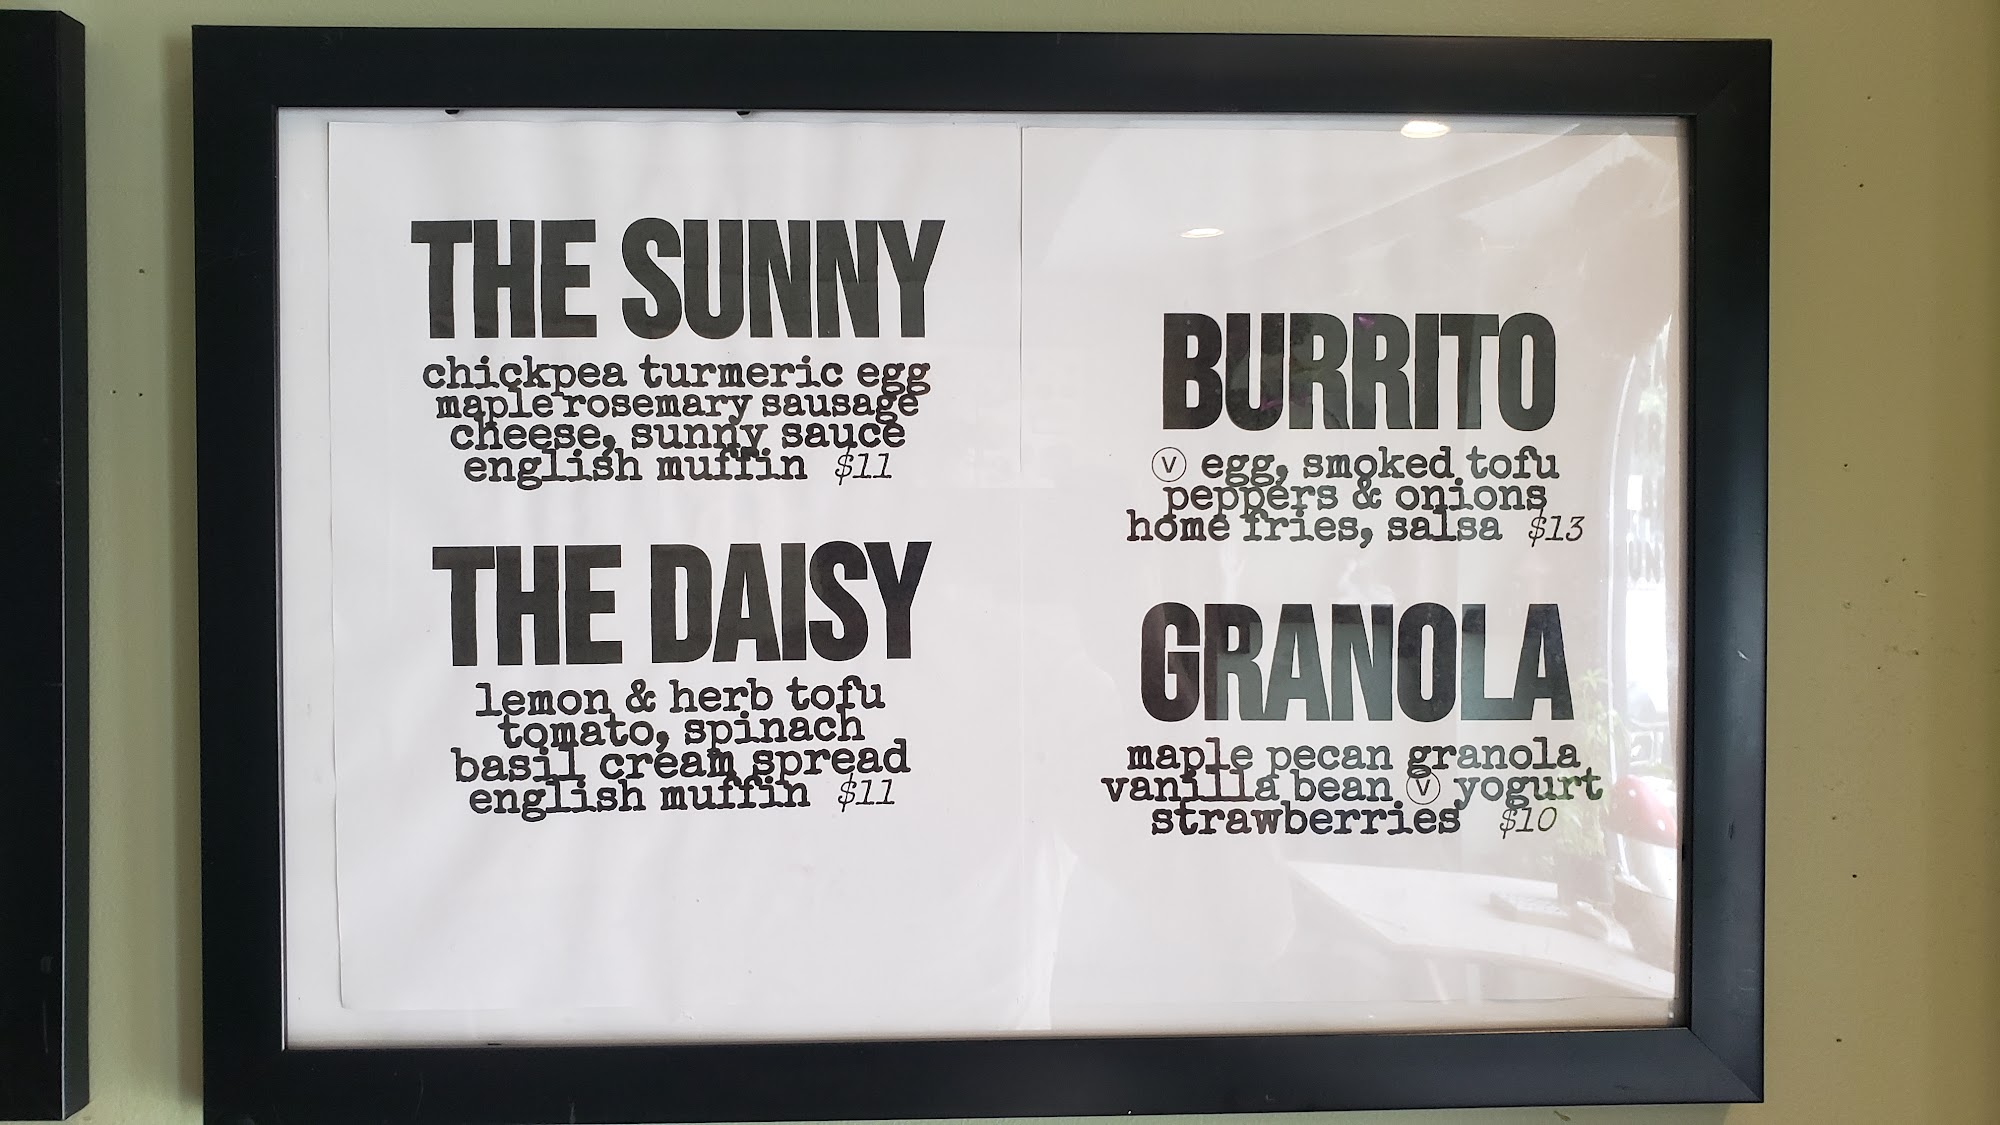 THE SUNNY
chickpea turmeric egg
maple rosemary sausage
cheese, sunny sauce
english muffin $11
THE DAISY
lemon & herb tofu
tomato, spinach
basil cream spread
english muffin $11
BURRITO
Ⓥ egg, smoked tofu
peppers & onions
home fries, salsa $13
GRANOLA
maple pecan granola
vanilla bean Ⓥ yogurt
strawberries $10